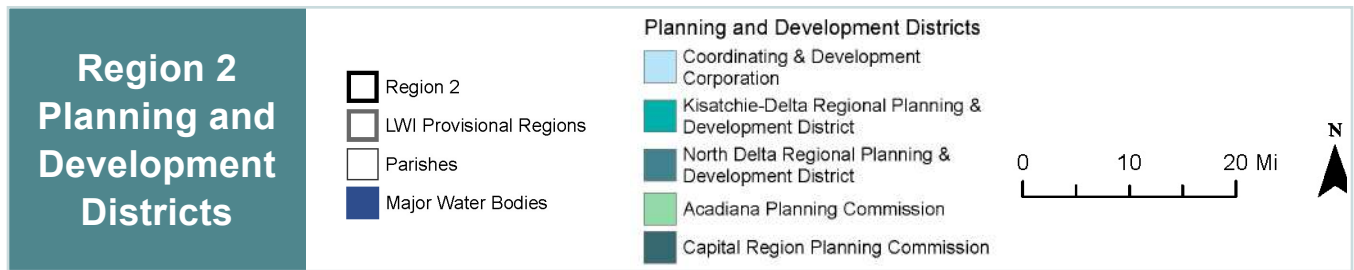 Region 2
Planning and
Development
Districts
Region 2
LWI Provisional Regions
Parishes
Major Water Bodies
Planning and Development Districts
Coordinating & Development
Corporation
Kisatchie-Delta Regional Planning &
Development District
North Delta Regional Planning &
Development District
Acadiana Planning Commission
Capital Region Planning Commission
0 10 20 Mi
N